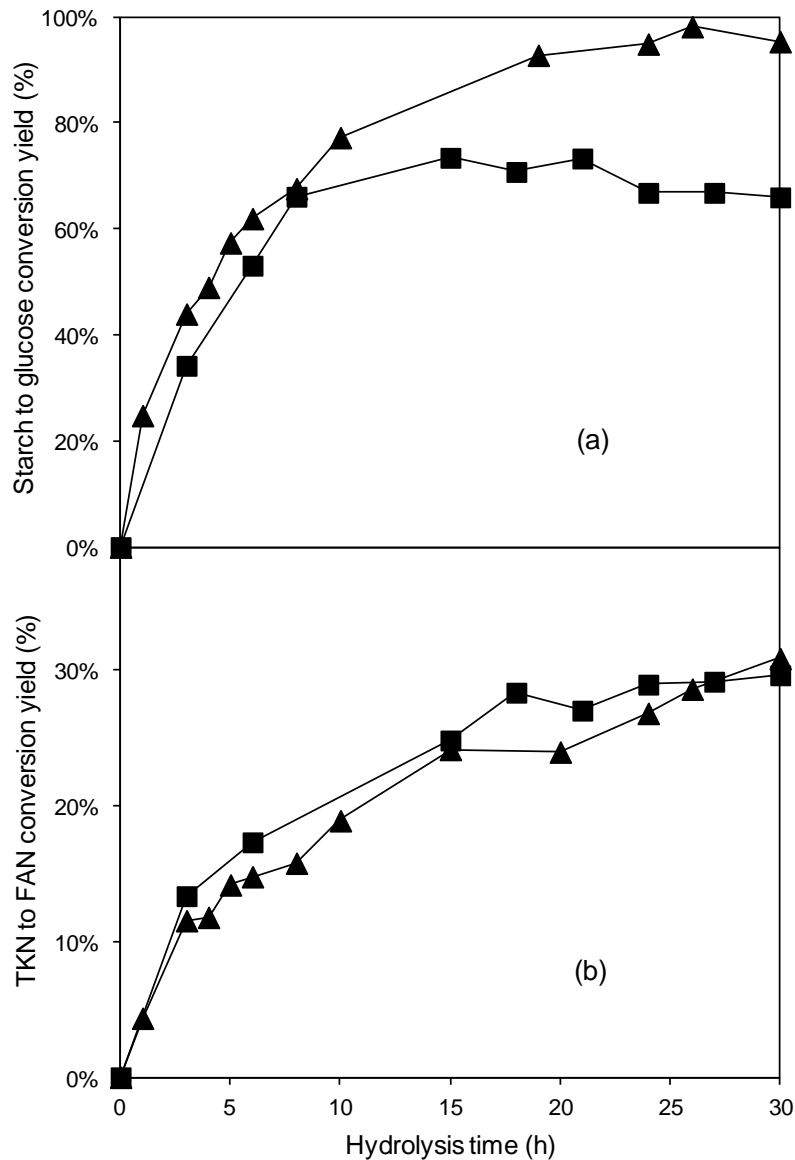 100%
80%
60%
40%
20%
0%
Starch to glucose conversion yield (%)
(a)
30%
20%
10%
0%
TKN to FAN conversion yield (%)
(b)
0 5 10 15 20 25 30
Hydrolysis time (h)